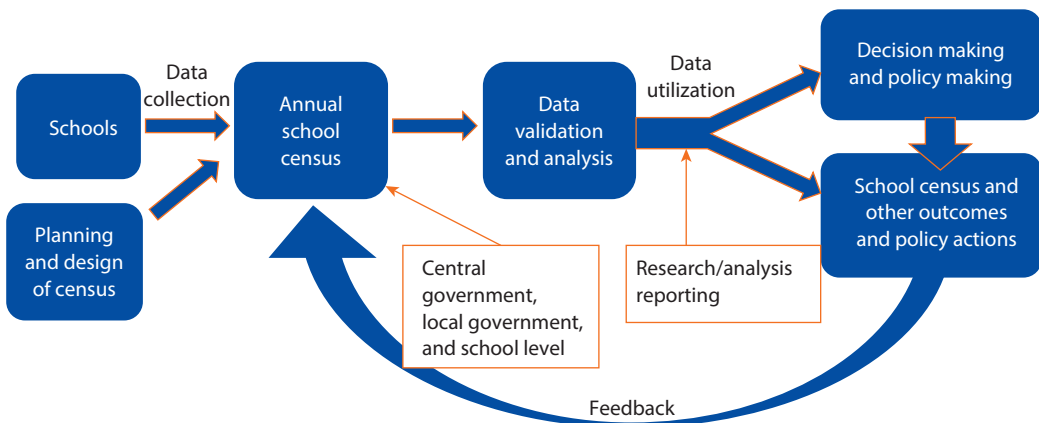 Schools
Data
collection
Planning
and design
of census
Annual
school
census
Central
government,
local government,
and school level
Data
validation
and analysis
Data
utilization
Research/analysis
reporting
Decision making
and policy making
School census and
other outcomes
and policy actions
Feedback